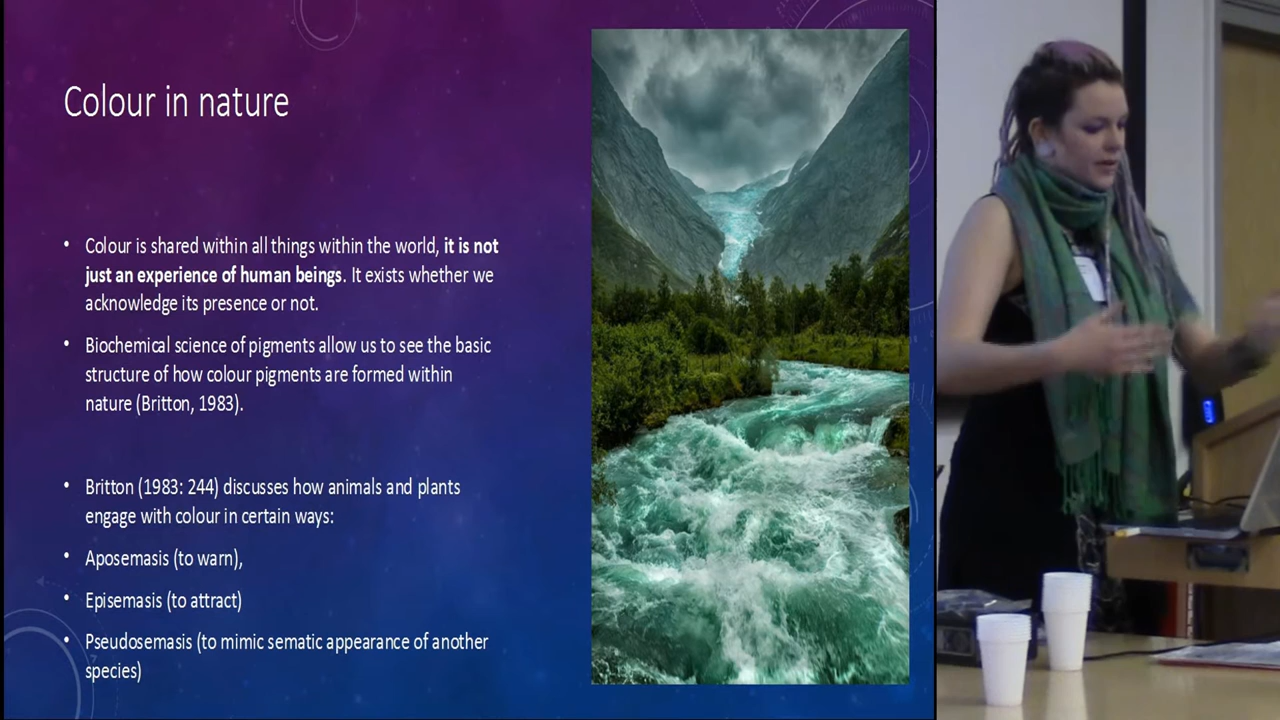 Colour in nature
• Colour is shared within all things within the world, it is not
just an experience of human beings. It exists whether we
acknowledge its presence or not.
• Biochemical science of pigments allow us to see the basic
structure of how colour pigments are formed within
nature (Britton, 1983).
• Britton (1983: 244) discusses how animals and plants
engage with colour in certain ways:
• Aposemasis (to warn),
• Episemasis (to attract)
• Pseudosemasis (to mimic sematic appearance of another
species)